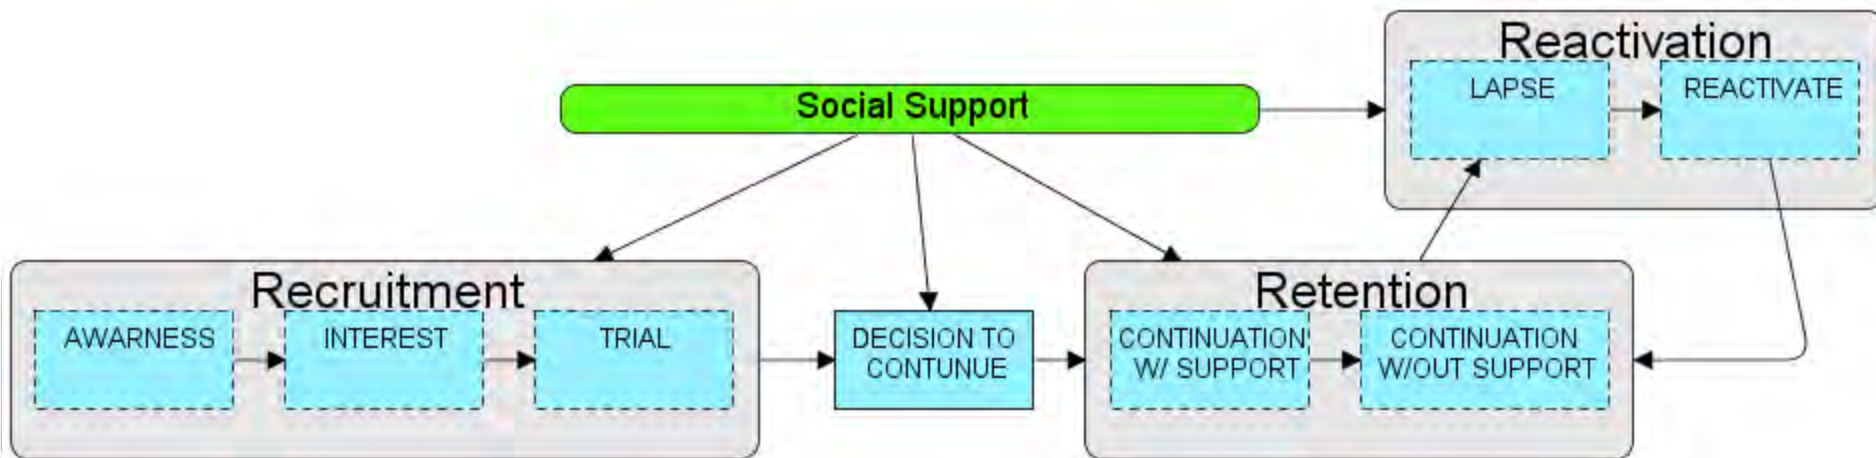 Reactivation
LAPSE
REACTIVATE
Social Support
Recruitment
AWARNESS
INTEREST
TRIAL
DECISION TO
CONTUNUE
Retention
CONTINUATION
W/ SUPPORT
CONTINUATION
W/OUT SUPPORT